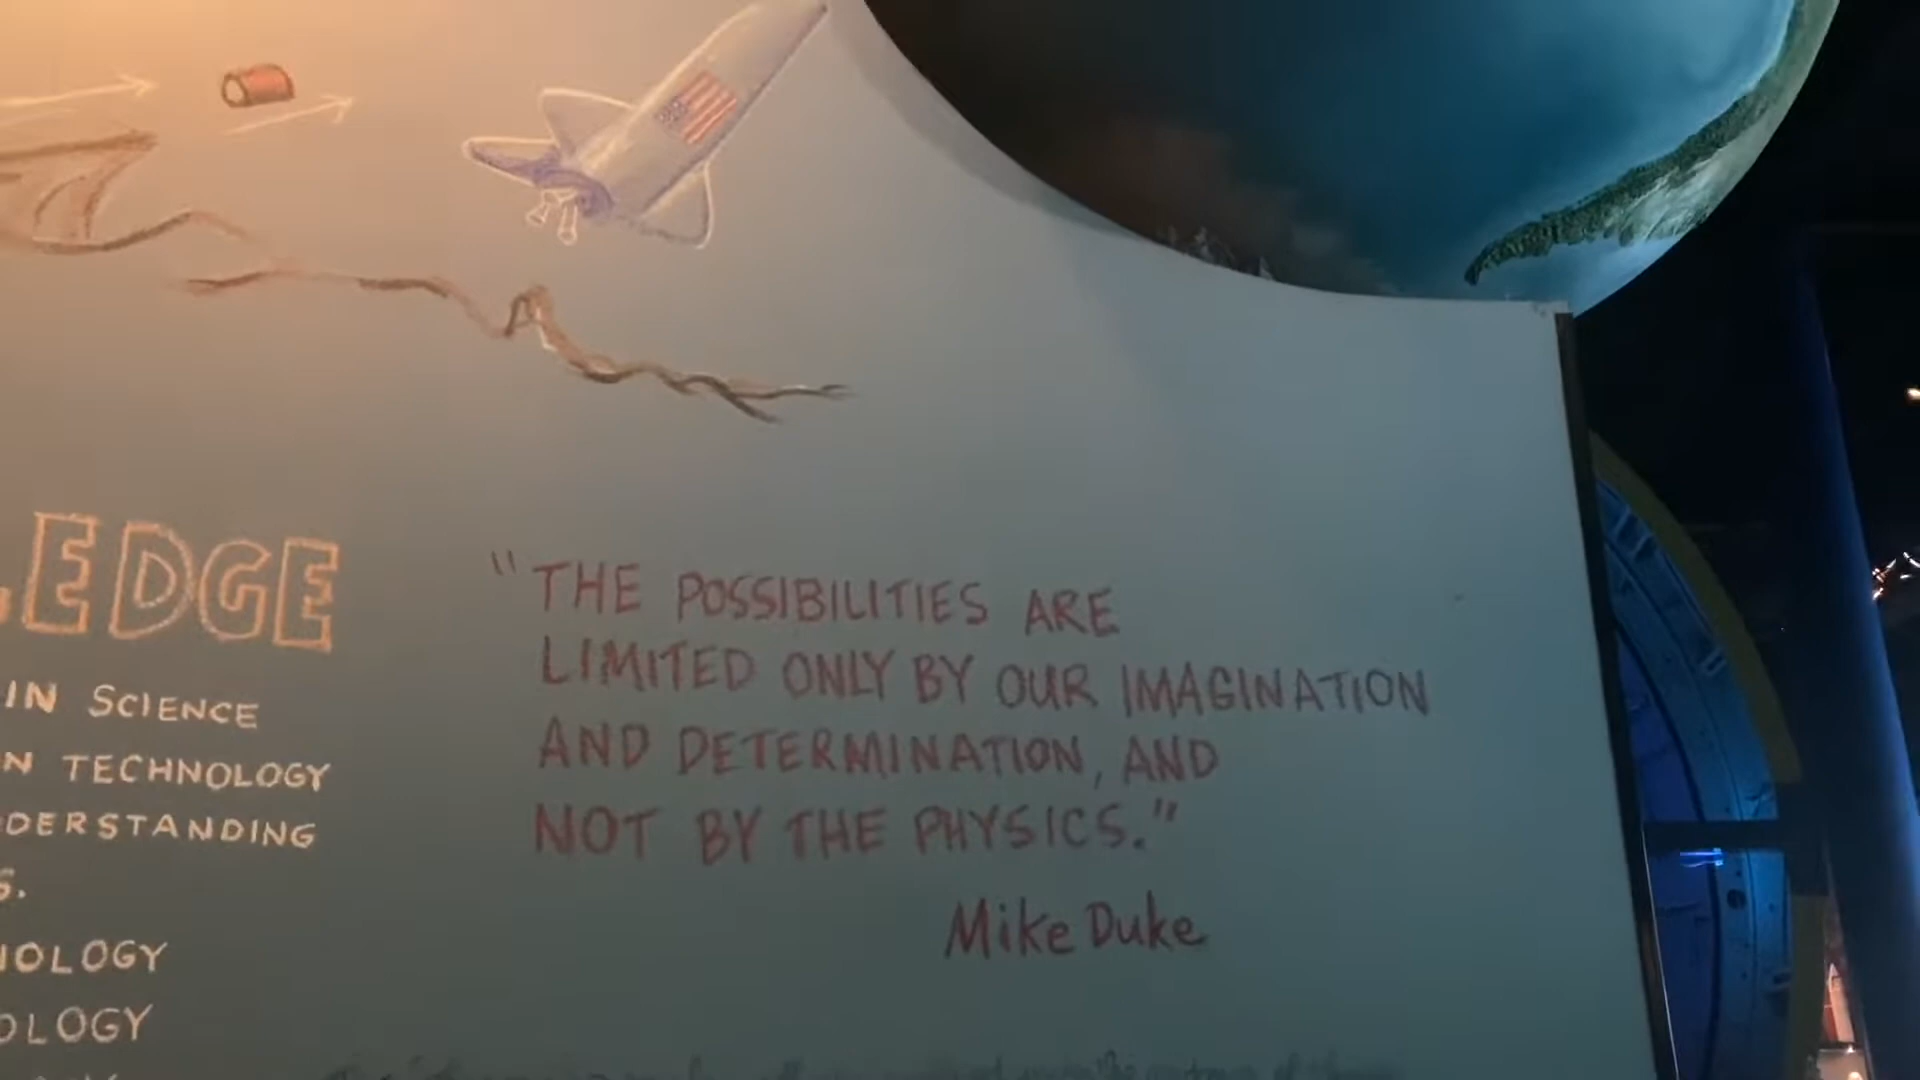 EDGE
IN SCIENCE
N TECHNOLOGY
DERSTANDING
S.
NOLOGY
OLOGY
"THE POSSIBILITIES ARE
LIMITED ONLY BY OUR IMAGINATION
AND DETERMINATION, AND
NOT BY THE PHYSICS."
Mike Duke